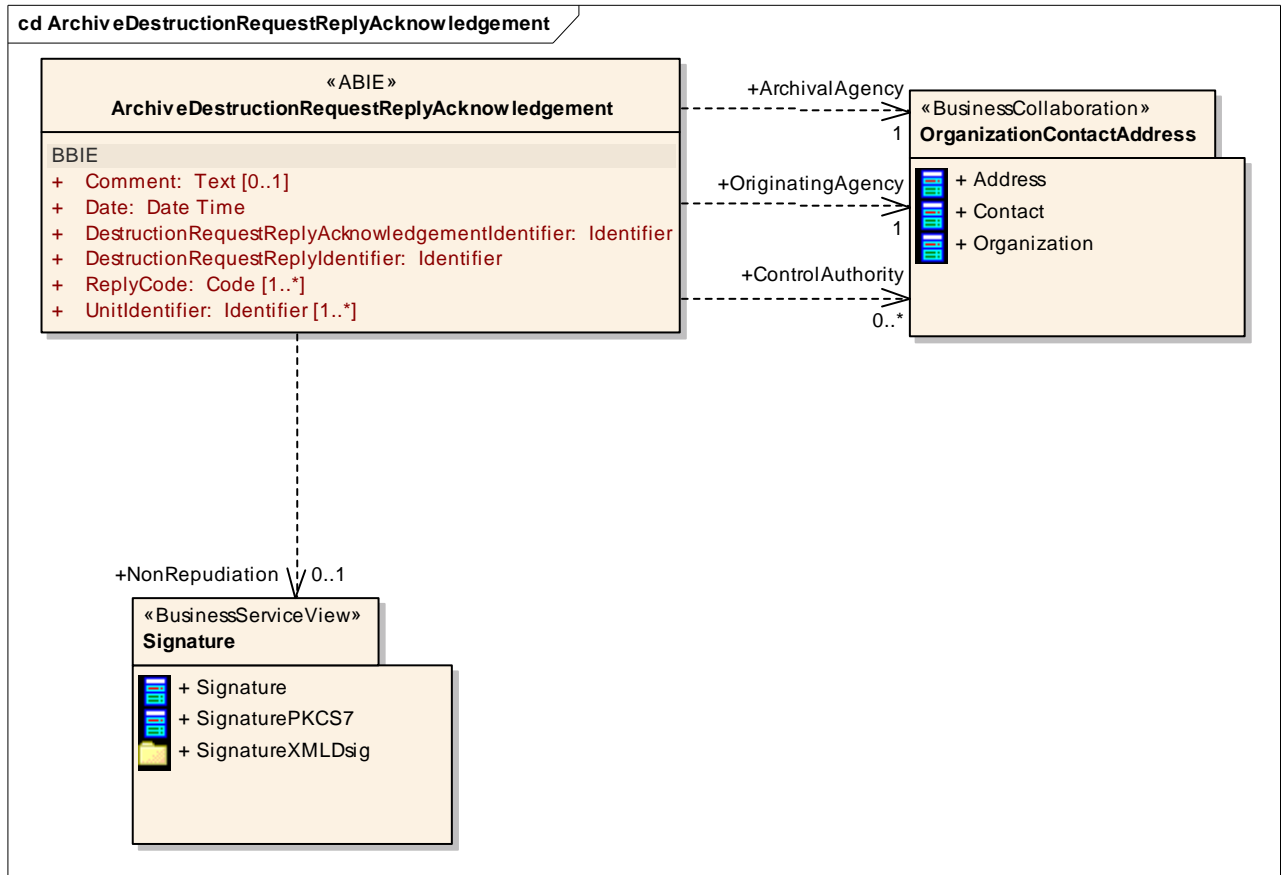 cd ArchiveDestructionRequestReplyAcknowledgement
«ABIE»
ArchiveDestructionRequestReplyAcknowledgement
BBIE
+ Comment: Text [0..1]
+ Date: Date Time
+ DestructionRequestReplyAcknowledgementIdentifier: Identifier
+ DestructionRequestReplyIdentifier: Identifier
+ ReplyCode: Code [1..*]
+ UnitIdentifier: Identifier [1..*]
+ArchivalAgency
1
+OriginatingAgency
1
+ControlAuthority
0..*
«BusinessCollaboration»
OrganizationContactAddress
+ Address
+ Contact
+ Organization
+NonRepudiation 0..1
«BusinessServiceView»
Signature
+ Signature
+ SignaturePKCS7
+ SignatureXMLDsig